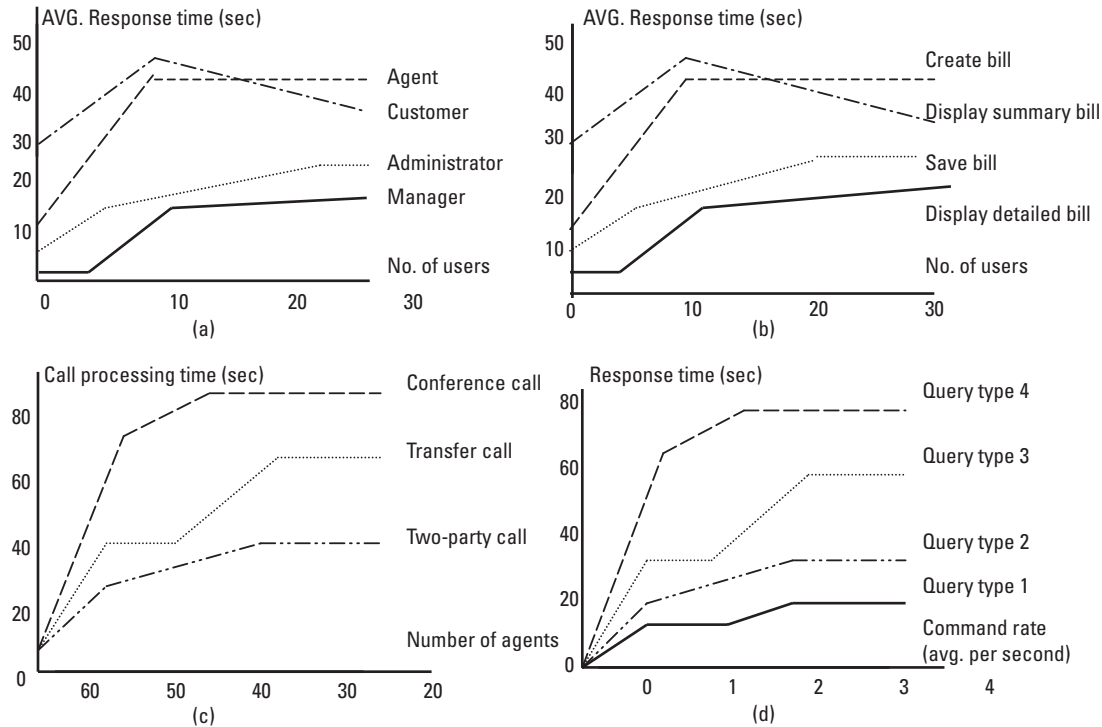 AVG. Response time (sec)
50
40
30
20
10
Agent
Customer
Administrator
Manager
No. of users
0 10 20 30
(a)
AVG. Response time (sec)
50
40
30
20
10
Create bill
Display summary bill
Save bill
Display detailed bill
No. of users
0 10 20 30
(b)
Call processing time (sec)
80
60
40
20
0
Conference call
Transfer call
Two-party call
Number of agents
60 50 40 30 20
(c)
Response time (sec)
80
60
40
20
0
Query type 4
Query type 3
Query type 2
Query type 1
Command rate
(avg. per second)
0 1 2 3 4
(d)